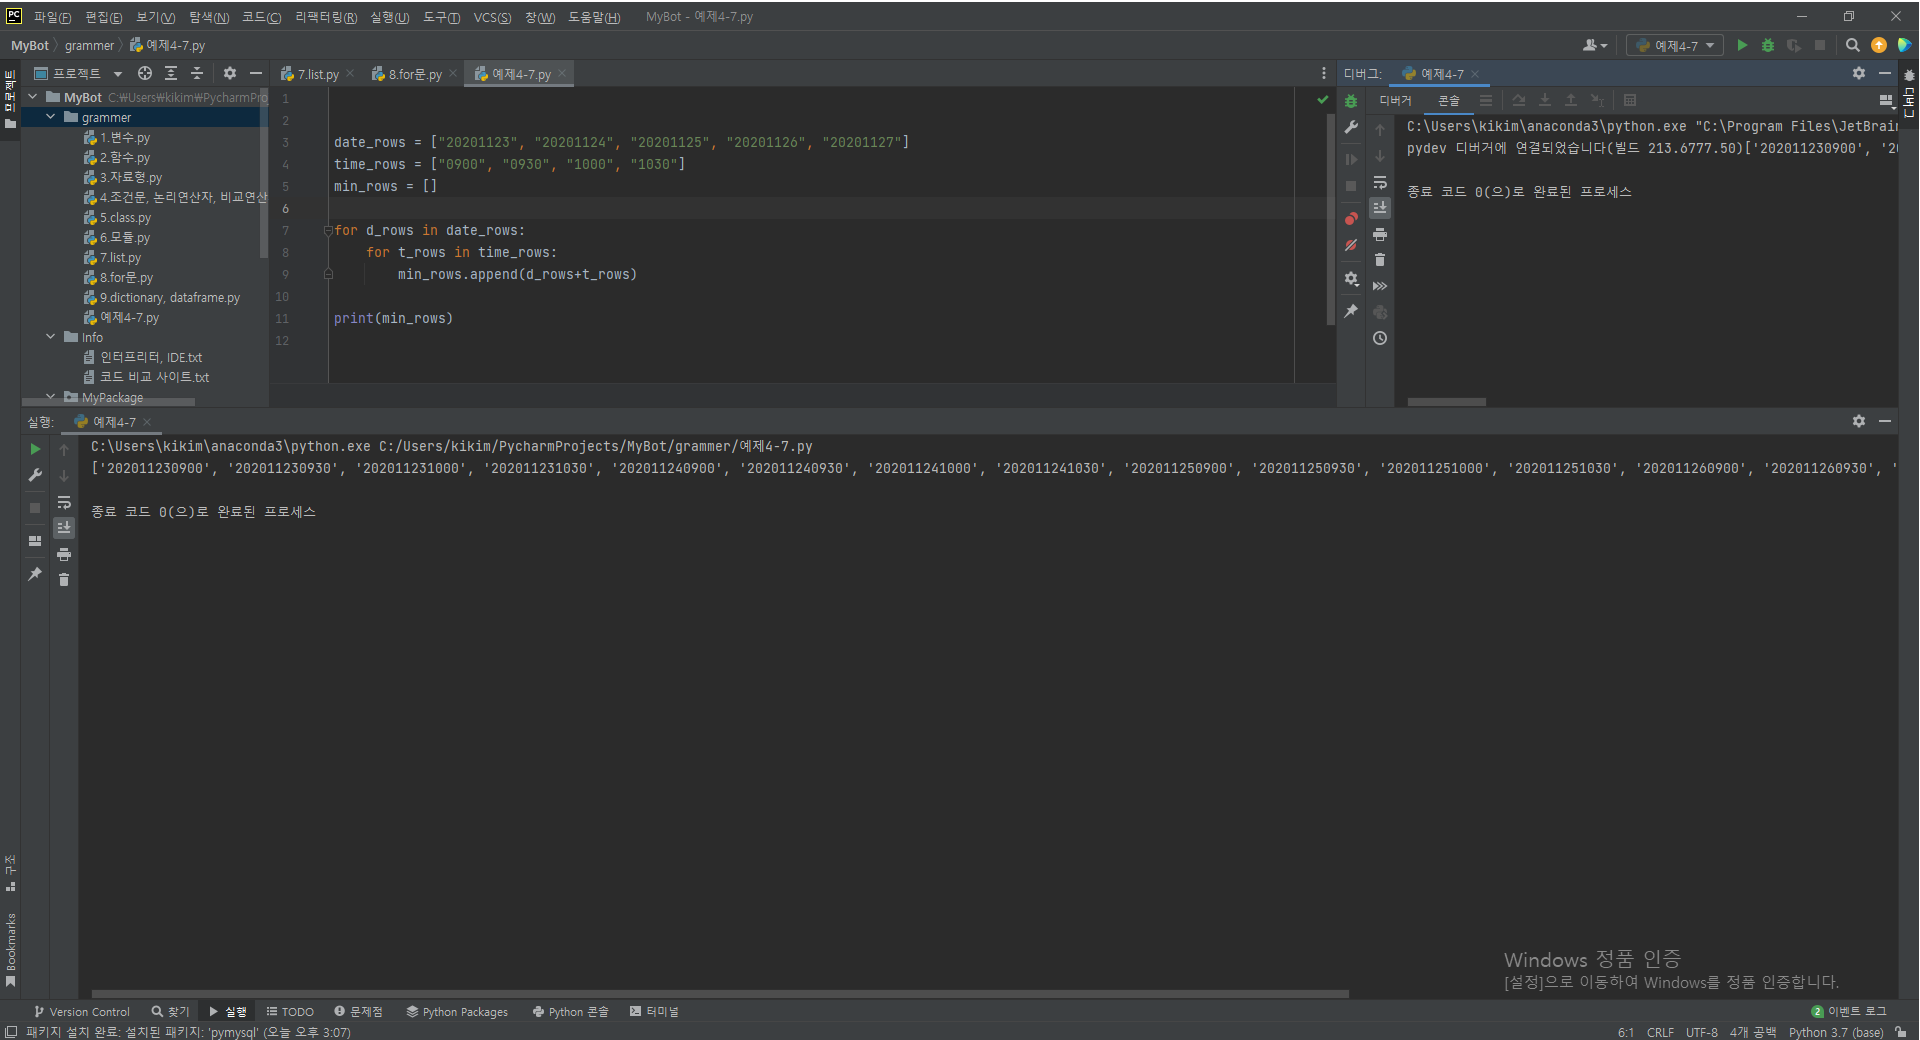 PC 파일(F) 편집(E) 보기(V) 탐색(N) 코드(C) 리팩터링(R) 실행(U) 도구(T) VCS(S) 창(W) 도움말(H) MyBot - 예제4-7.py
MyBot grammer 예제4-7.py 예제4-7
프로젝트
프로젝트
7.list.py 8.for문.py 예제4-7.py
디버그: 예제4-7
디버그
디버거 콘솔
MyBot C:₩Users₩kikim₩PycharmPro
grammer
1.변수.py
2.함수.py
3.자료형.py
4.조건문, 논리연산자, 비교연산
5.class.py
6.모듈.py
7.list.py
8.for문.py
9.dictionary, dataframe.py
예제4-7.py
Info
인터프리터, IDE.txt
코드 비교 사이트.txt
MyPackage
1
2
3 date_rows = ["20201123", "20201124", "20201125", "20201126", "20201127"]
4 time_rows = ["0900", "0930", "1000", "1030"]
5 min_rows = []
6
7 for d_rows in date_rows:
8 for t_rows in time_rows:
9 min_rows.append(d_rows+t_rows)
10
11 print(min_rows)
12
C:\Users\kikim\anaconda3\python.exe "C:\Program Files\JetBrain
pydev 디버거에 연결되었습니다(빌드 213.6777.50)['202011230900', '20
종료 코드 0(으)로 완료된 프로세스
실행: 예제4-7
C:\Users\kikim\anaconda3\python.exe C:/Users/kikim/PycharmProjects/MyBot/grammer/예제4-7.py
['202011230900', '202011230930', '202011231000', '202011231030', '202011240900', '202011240930', '202011241000', '202011241030', '202011250900', '202011250930', '202011251000', '202011251030', '202011260900', '202011260930', '
종료 코드 0(으)로 완료된 프로세스
구조
Bookmarks
Windows 정품 인증
[설정]으로 이동하여 Windows를 정품 인증합니다.
Version Control 찾기 실행 TODO 문제점 Python Packages Python 콘솔 터미널 2 이벤트 로그
패키지 설치 완료: 설치된 패키지: 'pymysql' (오늘 오후 3:07) 6:1 CRLF UTF-8 4개 공백 Python 3.7 (base)